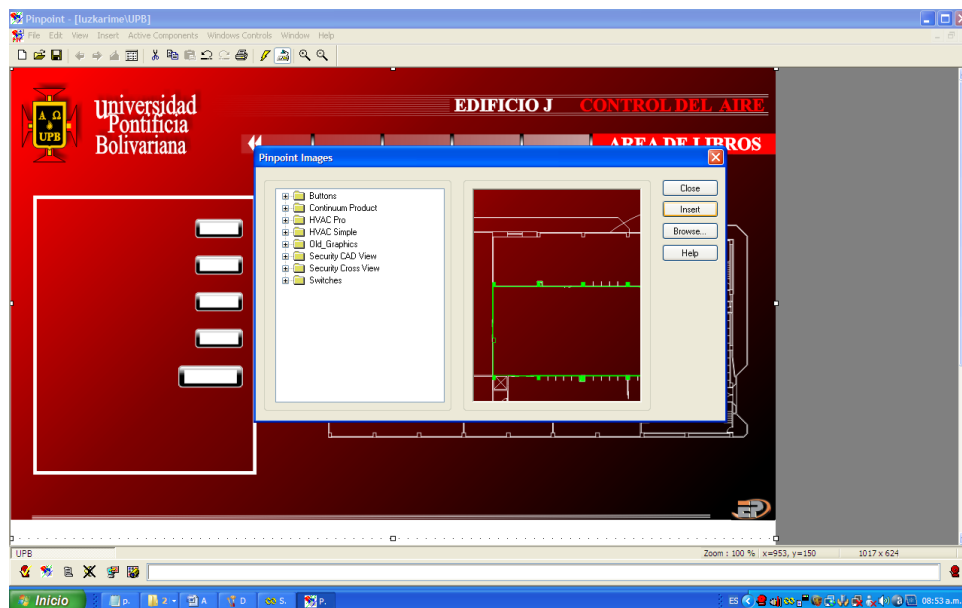 Pinpoint - [luzkarime\UPB]
File Edit View Insert Active Components Windows Controls Window Help
Α Ω
UPB
universidad
Pontificia
Bolivariana
EDIFICIO J CONTROL DEL AIRE
AREA DE LIBROS
Pinpoint Images
Buttons
Continuum Product
HVAC Pro
HVAC Simple
Old_Graphics
Security CAD View
Security Cross View
Switches
Close
Insert
Browse...
Help
EP
UPB
Zoom : 100 % x=953, y=150 1017 x 624
Inicio p. 2 - A D S. P. ES 08:53 a.m.